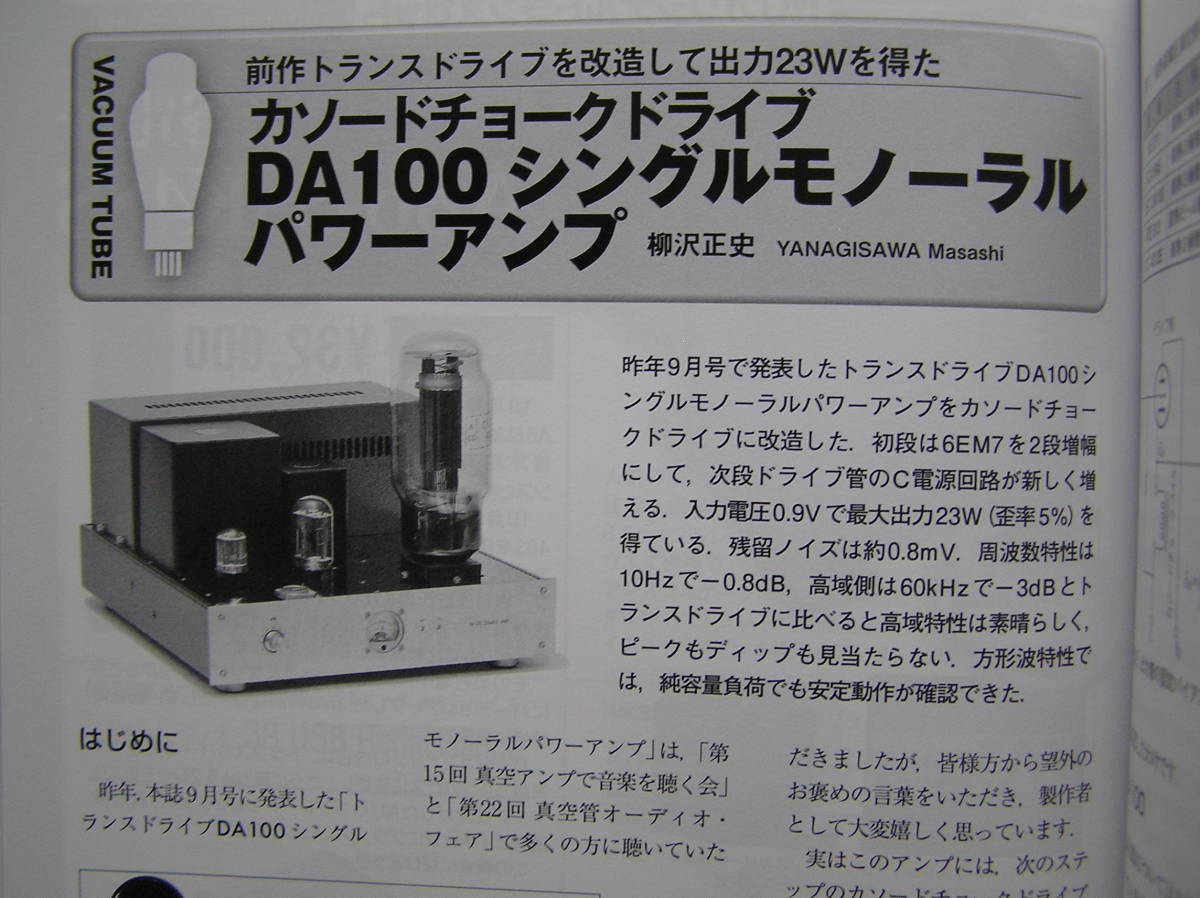 VACUUM TUBE
前作トランスドライブを改造して出力23Wを得た
カソードチョークドライブ
DA100 シングルモノーラル
パワーアンプ 柳沢正史 YANAGISAWA Masashi
昨年9月号で発表したトランスドライブDA100シ
ングルモノーラルパワーアンプをカソードチョー
クドライブに改造した．初段は6EM7を2段増幅
にして，次段ドライブ管のC電源回路が新しく増
える．入力電圧0.9Vで最大出力23W（歪率5%）を
得ている．残留ノイズは約0.8mV．周波数特性は
10Hzで−0.8dB，高域側は60kHzで−3dBとト
ランスドライブに比べると高域特性は素晴らしく，
ピークもディップも見当たらない．方形波特性で
は，純容量負荷でも安定動作が確認できた．
はじめに
昨年，本誌9月号に発表した「ト
ランスドライブDA100シングル
モノーラルパワーアンプ」は，「第
15回 真空アンプで音楽を聴く会」
と「第22回 真空管オーディオ・
フェア」で多くの方に聴いていた
だきましたが，皆様方から望外の
お褒めの言葉をいただき，製作者
として大変嬉しく思っています．
実はこのアンプには，次のステ
ップのカソードチョークドライブ